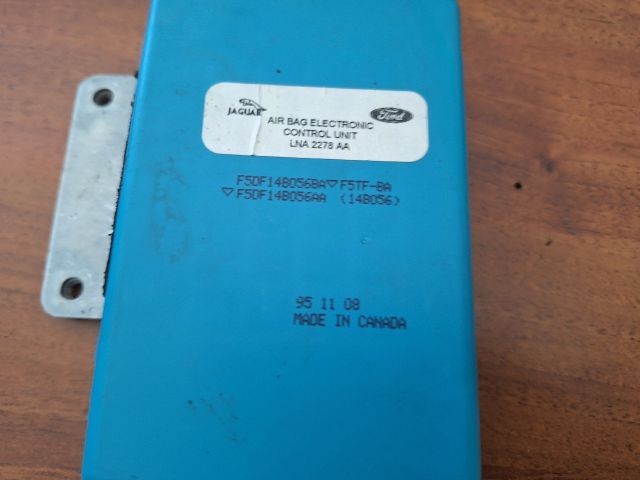 JAGUAR
Ford
AIR BAG ELECTRONIC
CONTROL UNIT
LNA 2278 AA
F5DF14B056BA▽F5TF-BA
▽F5DF14B056AA (14B056)
95 11 08
MADE IN CANADA